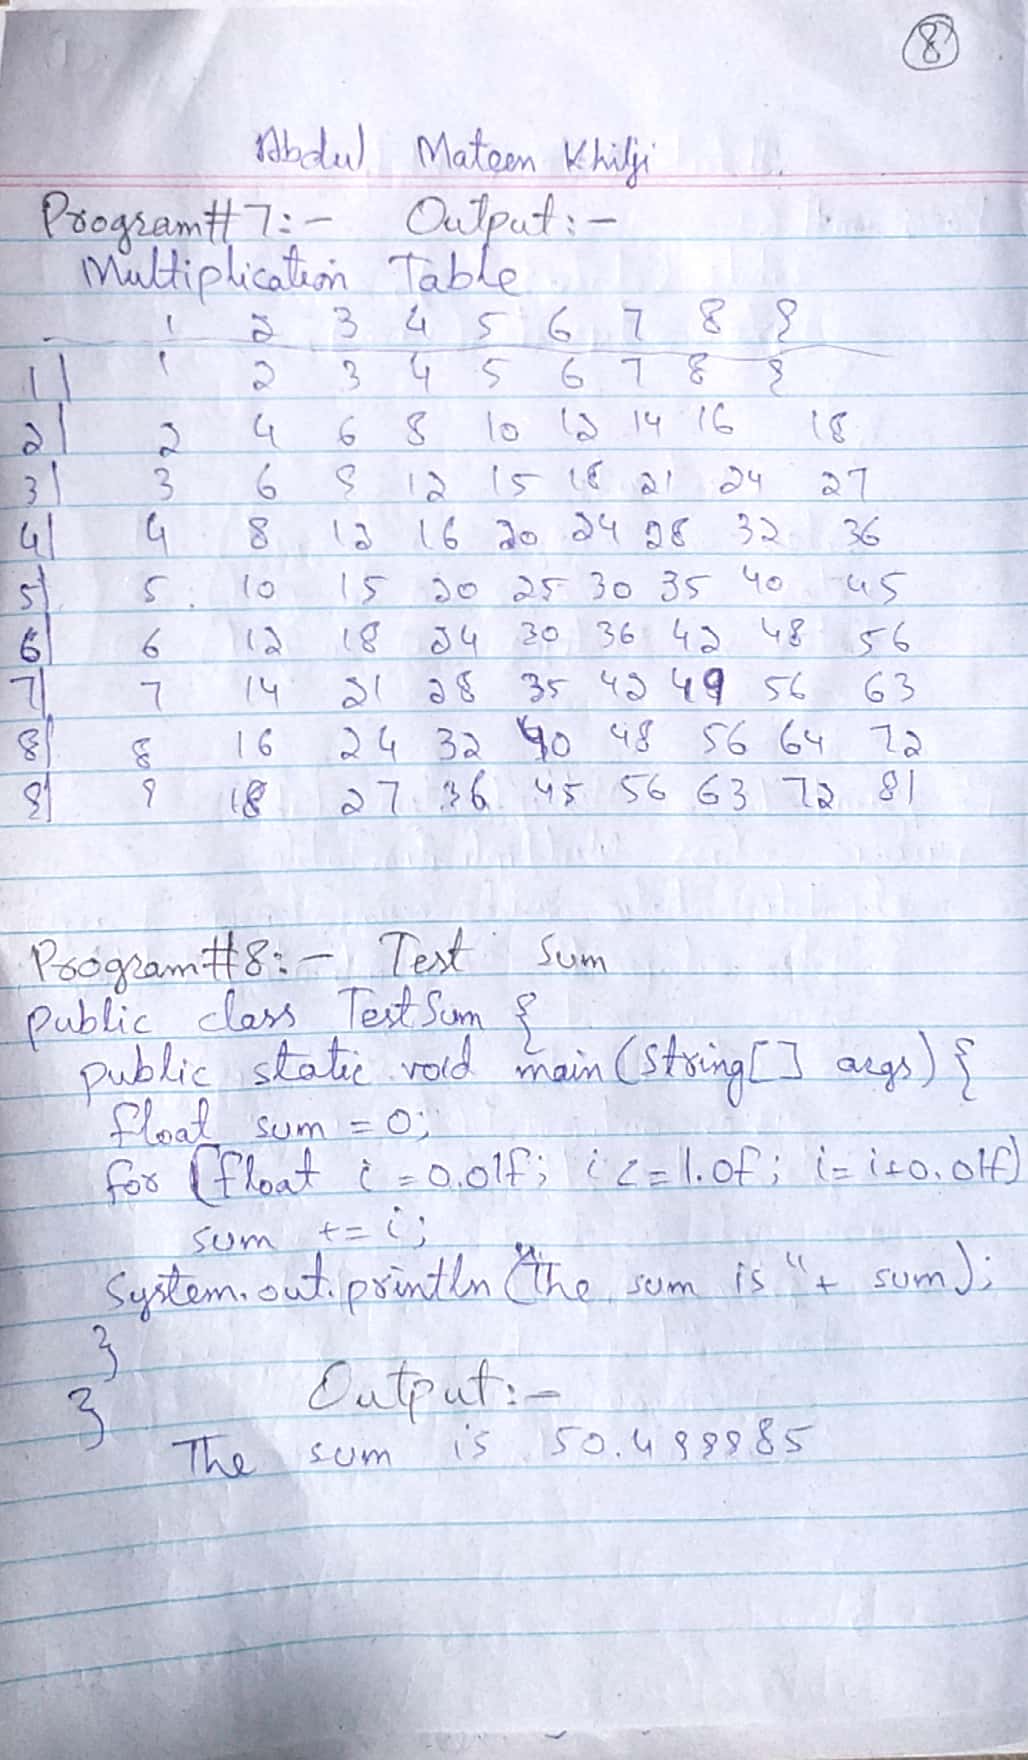 8
Abdul Mateen Khilji
Program#7:- Output:-
Multiplication Table
1 2 3 4 5 6 7 8 9
1| 1 2 3 4 5 6 7 8 9
2| 2 4 6 8 10 12 14 16 18
3| 3 6 9 12 15 18 21 24 27
4| 4 8 12 16 20 24 28 32 36
5| 5 10 15 20 25 30 35 40 45
6| 6 12 18 24 30 36 42 48 56
7| 7 14 21 28 35 42 49 56 63
8| 8 16 24 32 40 48 56 64 72
9| 9 18 27 36 45 56 63 72 81
Program#8:- Test Sum
public class TestSum {
public static void main(String[] args) {
float sum = 0;
for (float i = 0.01f; i <= 1.0f; i = i+0.01f)
sum += i;
System.out.println("The sum is "+ sum);
}
} Output:-
The sum is 50.499985